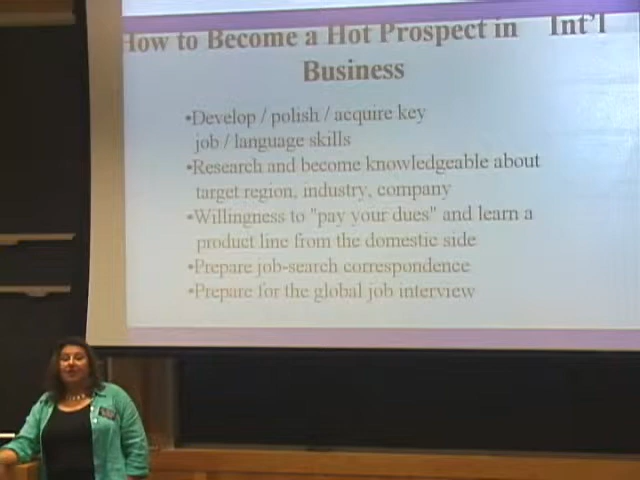 How to Become a Hot Prospect in Int'l
Business
•Develop / polish / acquire key
job / language skills
•Research and become knowledgeable about
target region, industry, company
•Willingness to "pay your dues" and learn a
product line from the domestic side
•Prepare job-search correspondence
•Prepare for the global job interview